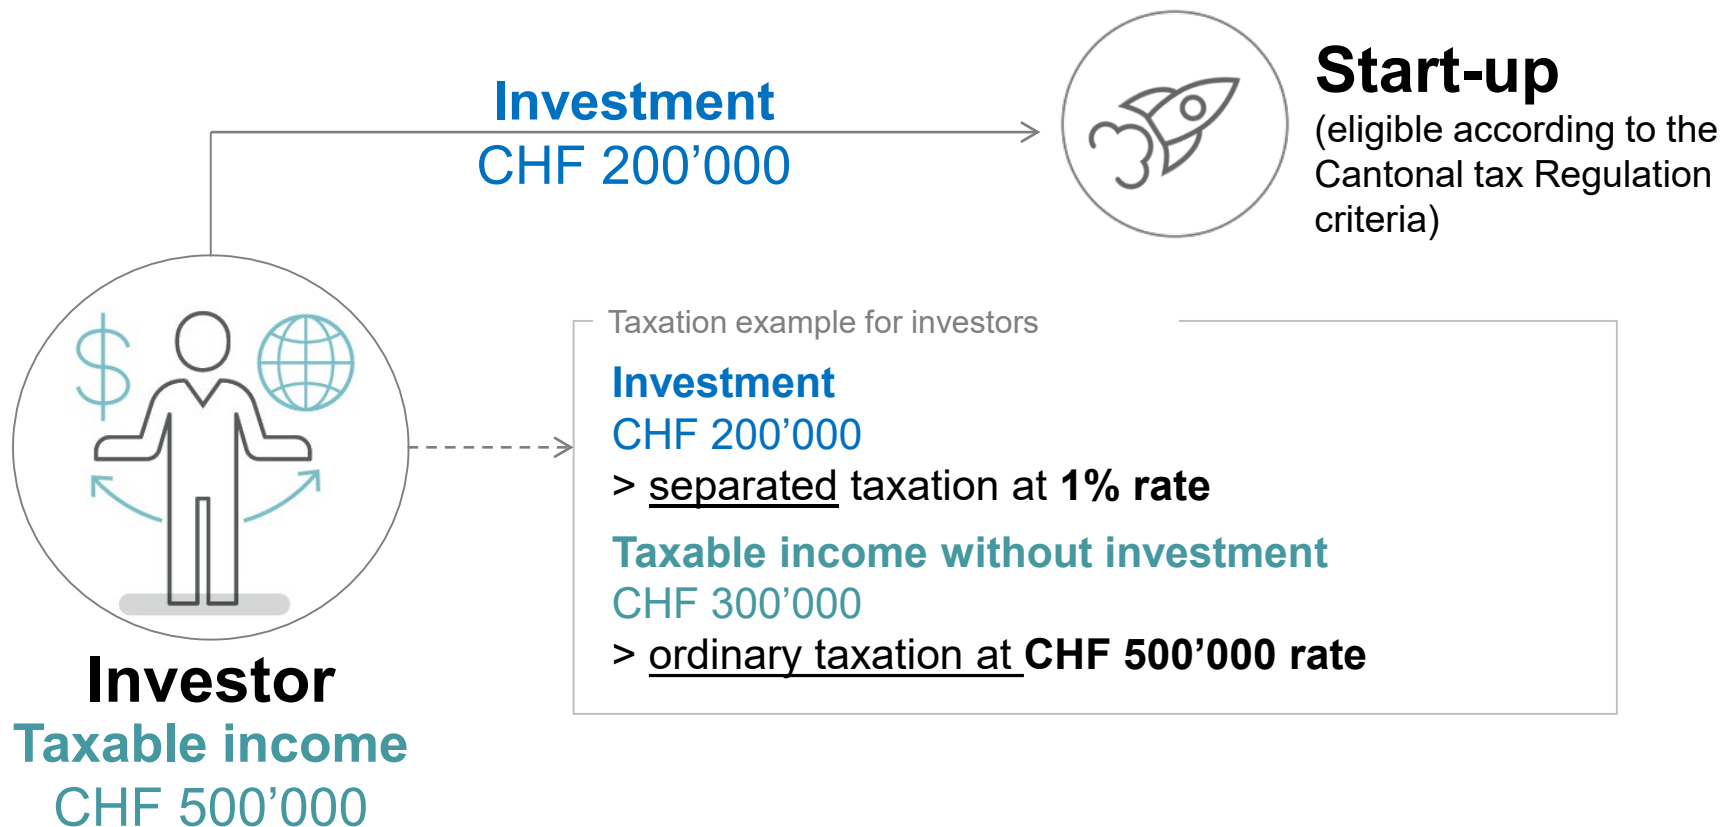 Investment
CHF 200’000
Start-up
(eligible according to the
Cantonal tax Regulation
criteria)
Investor
Taxable income
CHF 500’000
Taxation example for investors
Investment
CHF 200’000
> separated taxation at 1% rate
Taxable income without investment
CHF 300’000
> ordinary taxation at CHF 500’000 rate